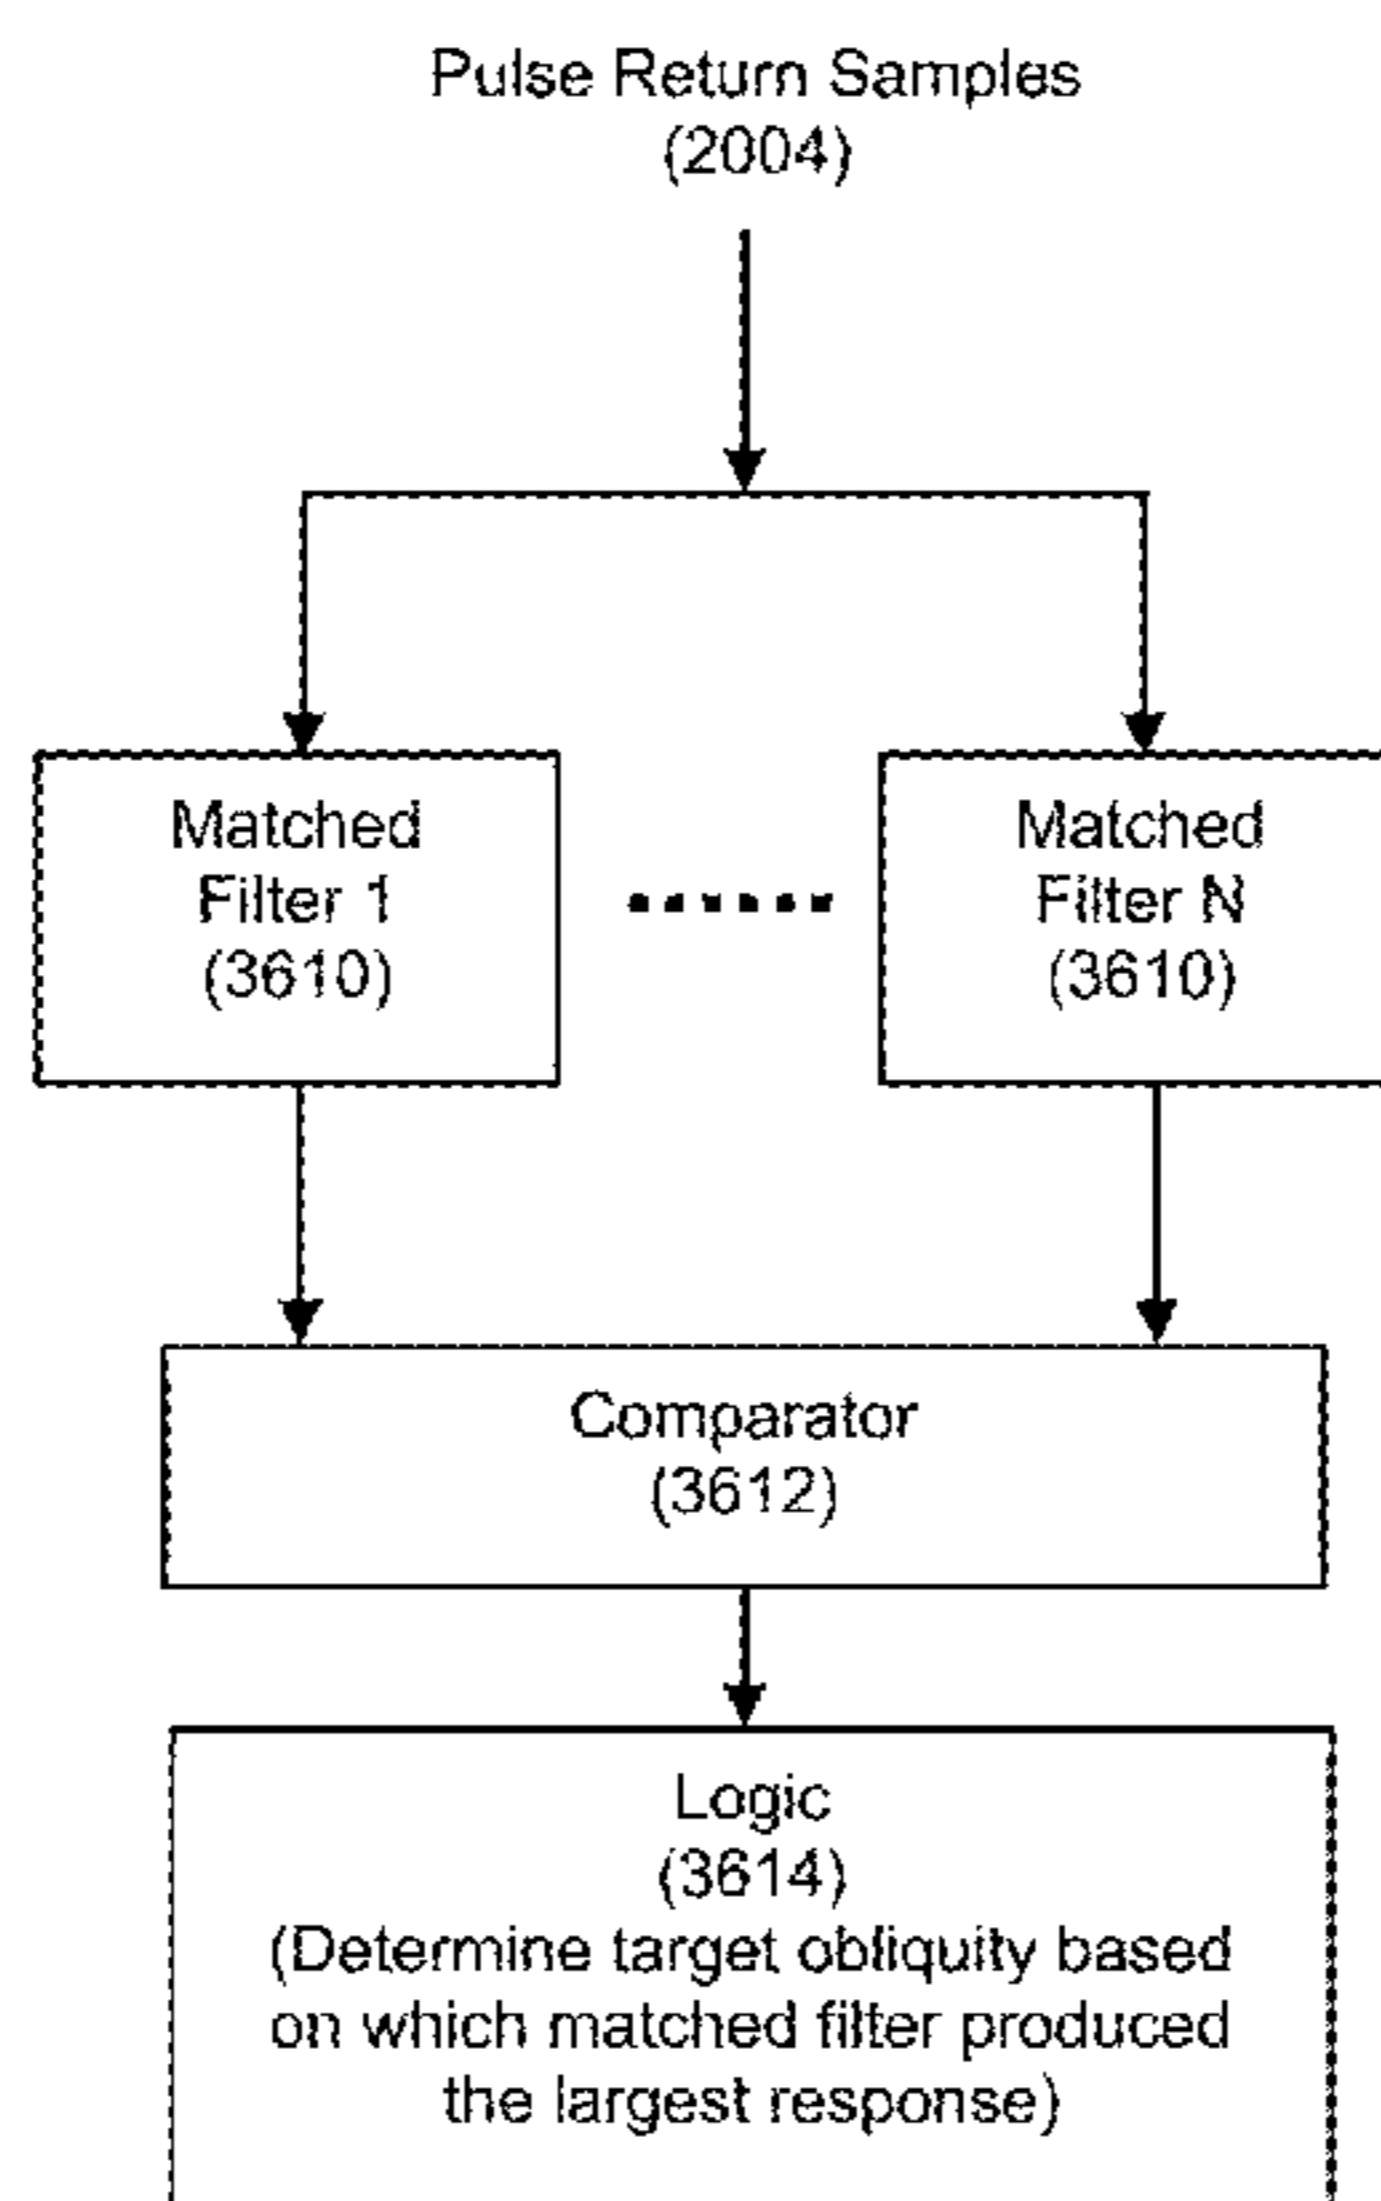 Pulse Return Samples
(2004)
Matched
Filter 1
(3610)
Matched
Filter N
(3610)
Comparator
(3612)
Logic
(3614)
(Determine target obliquity based
on which matched filter produced
the largest response)